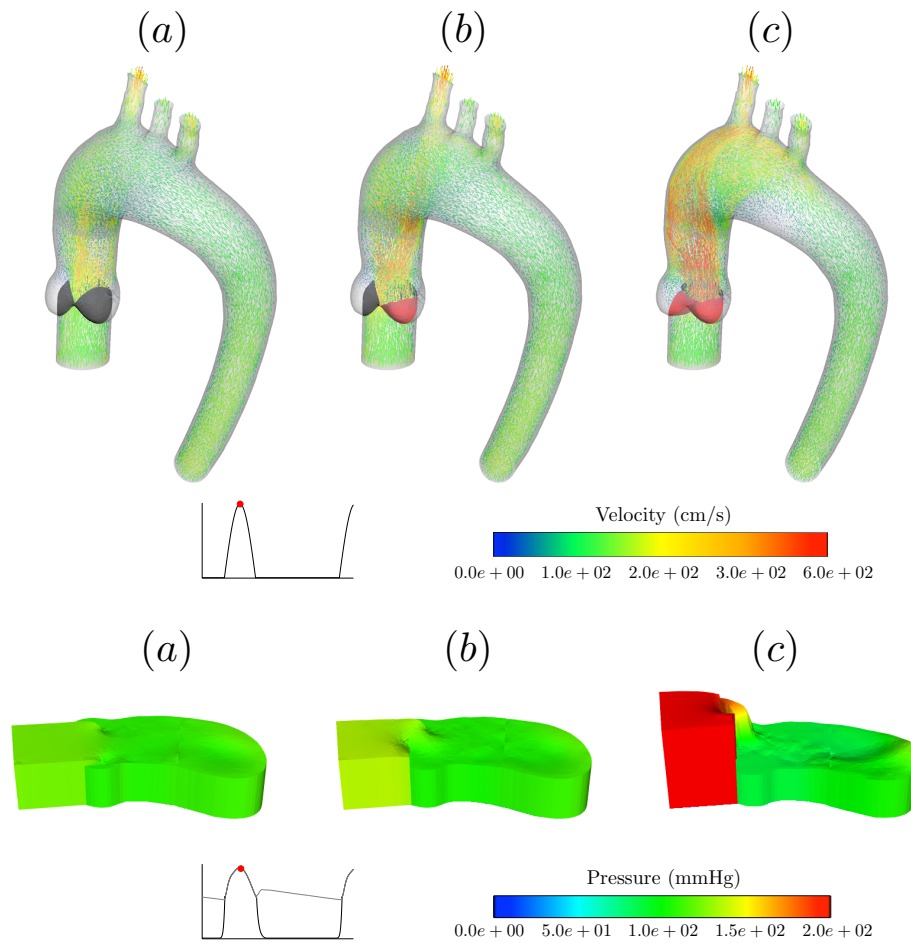 (a) (b) (c)
Velocity (cm/s)
0.0e + 00 1.0e + 02 2.0e + 02 3.0e + 02 6.0e + 02
(a) (b) (c)
Pressure (mmHg)
0.0e + 00 5.0e + 01 1.0e + 02 1.5e + 02 2.0e + 02